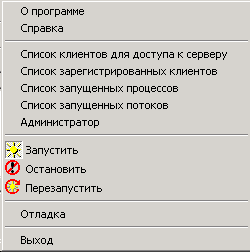 О программе
Справка
Список клиентов для доступа к серверу
Список зарегистрированных клиентов
Список запущенных процессов
Список запущенных потоков
Администратор
Запустить
Остановить
Перезапустить
Отладка
Выход